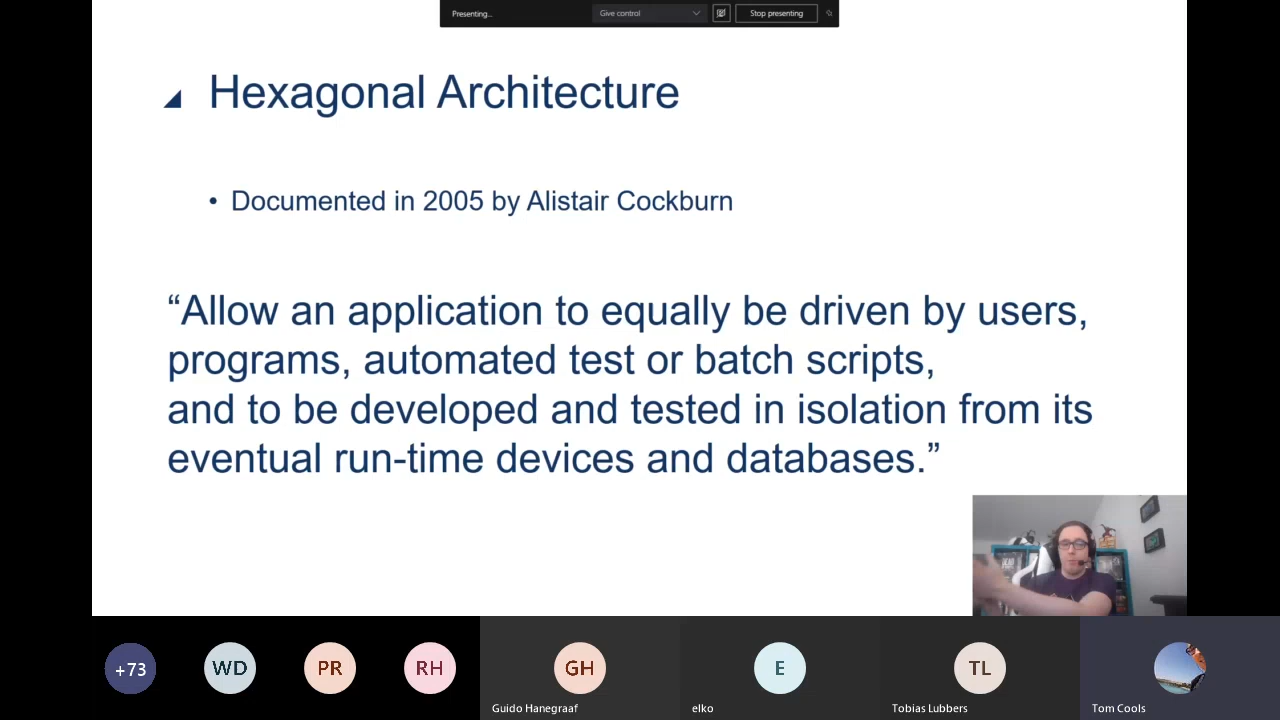 Presenting...
Give control
Stop presenting
Hexagonal Architecture
• Documented in 2005 by Alistair Cockburn
“Allow an application to equally be driven by users,
programs, automated test or batch scripts,
and to be developed and tested in isolation from its
eventual run-time devices and databases.”
+73
WD
PR
RH
GH
E
TL
Guido Hanegraaf
elko
Tobias Lubbers
Tom Cools